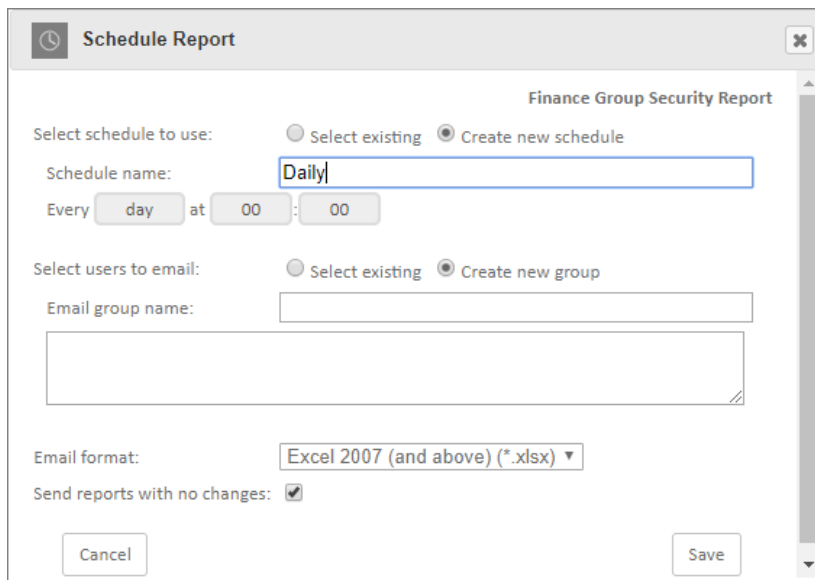 Schedule Report
Finance Group Security Report
Select schedule to use: Select existing Create new schedule
Schedule name: Daily
Every day at 00 : 00
Select users to email: Select existing Create new group
Email group name:
Email format: Excel 2007 (and above) (*.xlsx)
Send reports with no changes:
Cancel Save